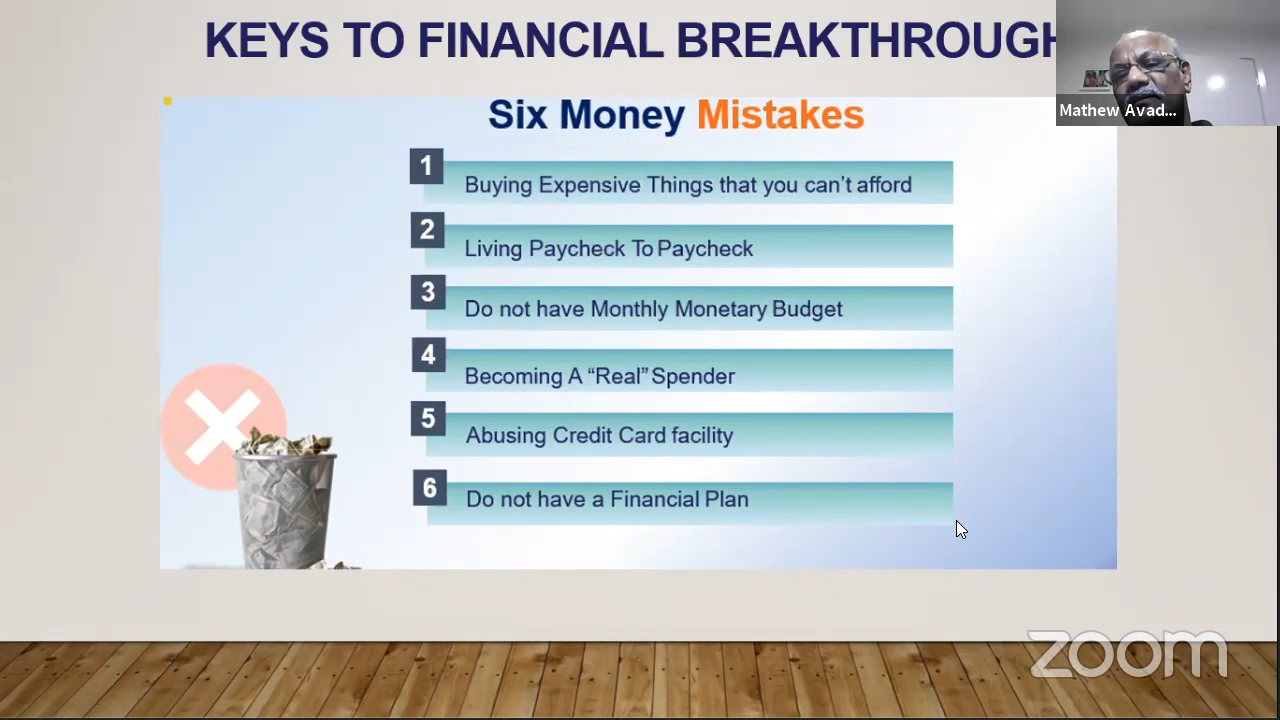 KEYS TO FINANCIAL BREAKTHROUGH
Mathew Avad...
Six Money Mistakes
1
Buying Expensive Things that you can’t afford
2
Living Paycheck To Paycheck
3
Do not have Monthly Monetary Budget
4
Becoming A “Real” Spender
5
Abusing Credit Card facility
6
Do not have a Financial Plan
zoom